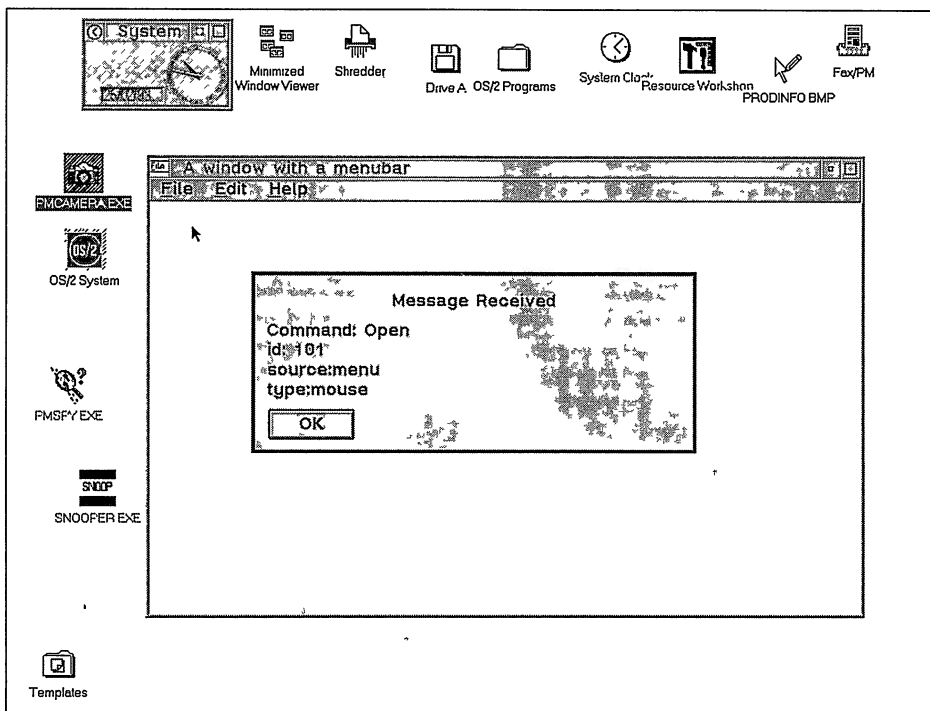 System
Minimized
Window Viewer
Shredder
Drive A
OS/2 Programs
System Clock
Resource Workshop
PRODINFO BMP
Fax/PM
PMCAMERA.EXE
OS/2
OS/2 System
PMSPY EXE
SNOOP
SNOOPER EXE
Templates
A window with a menubar
File Edit Help
Message Received
Command: Open
id: 101
source:menu
type:mouse
OK